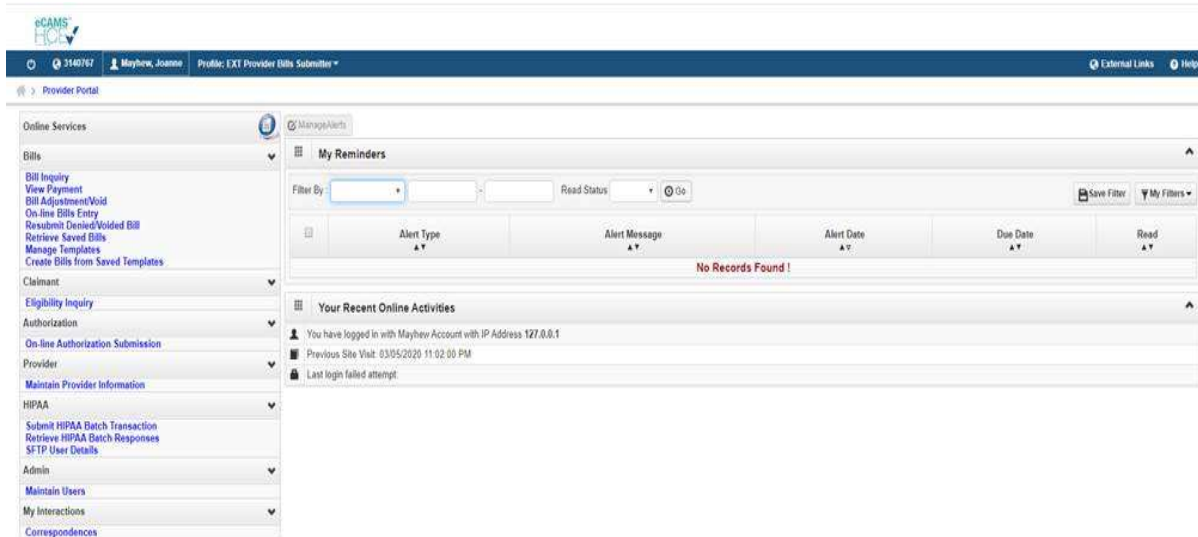 eCAMS
HCE
3140767 Mayhew, Joanne Profile: EXT Provider Bills Submitter External Links Help
Provider Portal
Online Services
Bills
Bill Inquiry
View Payment
Bill Adjustment/Void
On-line Bills Entry
Resubmit Denied/Voided Bill
Retrieve Saved Bills
Manage Templates
Create Bills from Saved Templates
Claimant
Eligibility Inquiry
Authorization
On-line Authorization Submission
Provider
Maintain Provider Information
HIPAA
Submit HIPAA Batch Transaction
Retrieve HIPAA Batch Responses
SFTP User Details
Admin
Maintain Users
My Interactions
Correspondences
ManageAlerts
My Reminders
Filter By : - Read Status Go Save Filter My Filters
Alert Type Alert Message Alert Date Due Date Read
No Records Found !
Your Recent Online Activities
You have logged in with Mayhew Account with IP Address 127.0.0.1
Previous Site Visit: 03/05/2020 11:02:00 PM
Last login failed attempt: